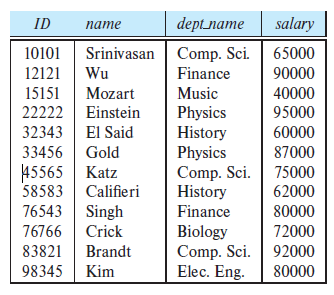 ID name dept_name salary
10101 Srinivasan Comp. Sci. 65000
12121 Wu Finance 90000
15151 Mozart Music 40000
22222 Einstein Physics 95000
32343 El Said History 60000
33456 Gold Physics 87000
45565 Katz Comp. Sci. 75000
58583 Califieri History 62000
76543 Singh Finance 80000
76766 Crick Biology 72000
83821 Brandt Comp. Sci. 92000
98345 Kim Elec. Eng. 80000